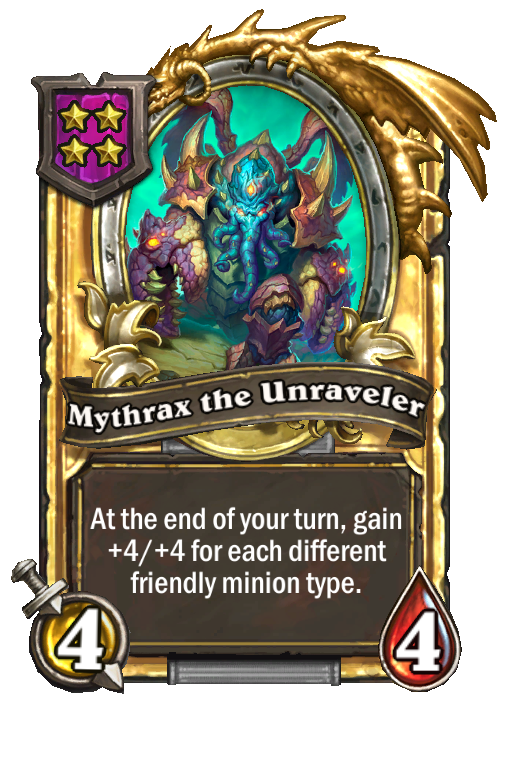 Mythrax the Unraveler
At the end of your turn, gain
+4/+4 for each different
friendly minion type.
4
4